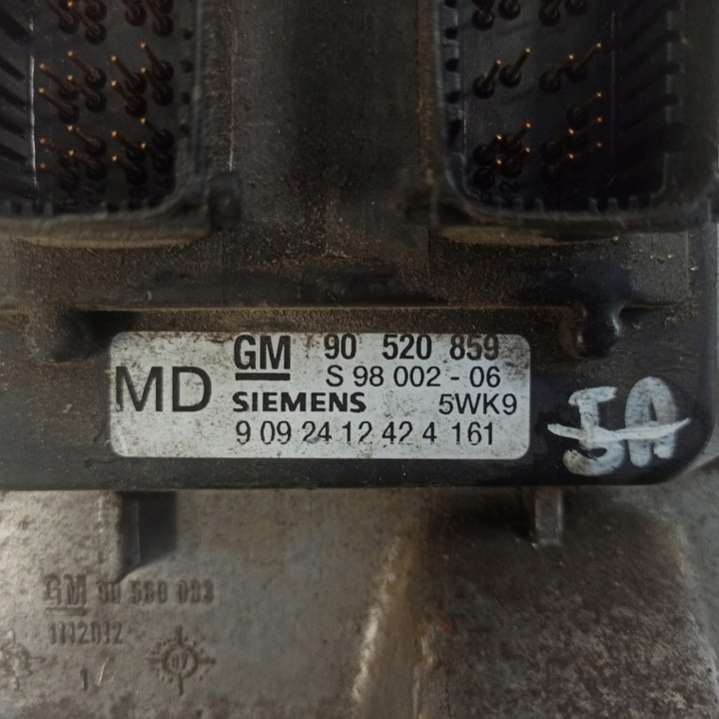 MD
GM 90 520 859
S 98 002 - 06
SIEMENS 5WK9
9 09 24 12 42 4 161
5A
GM
1112012